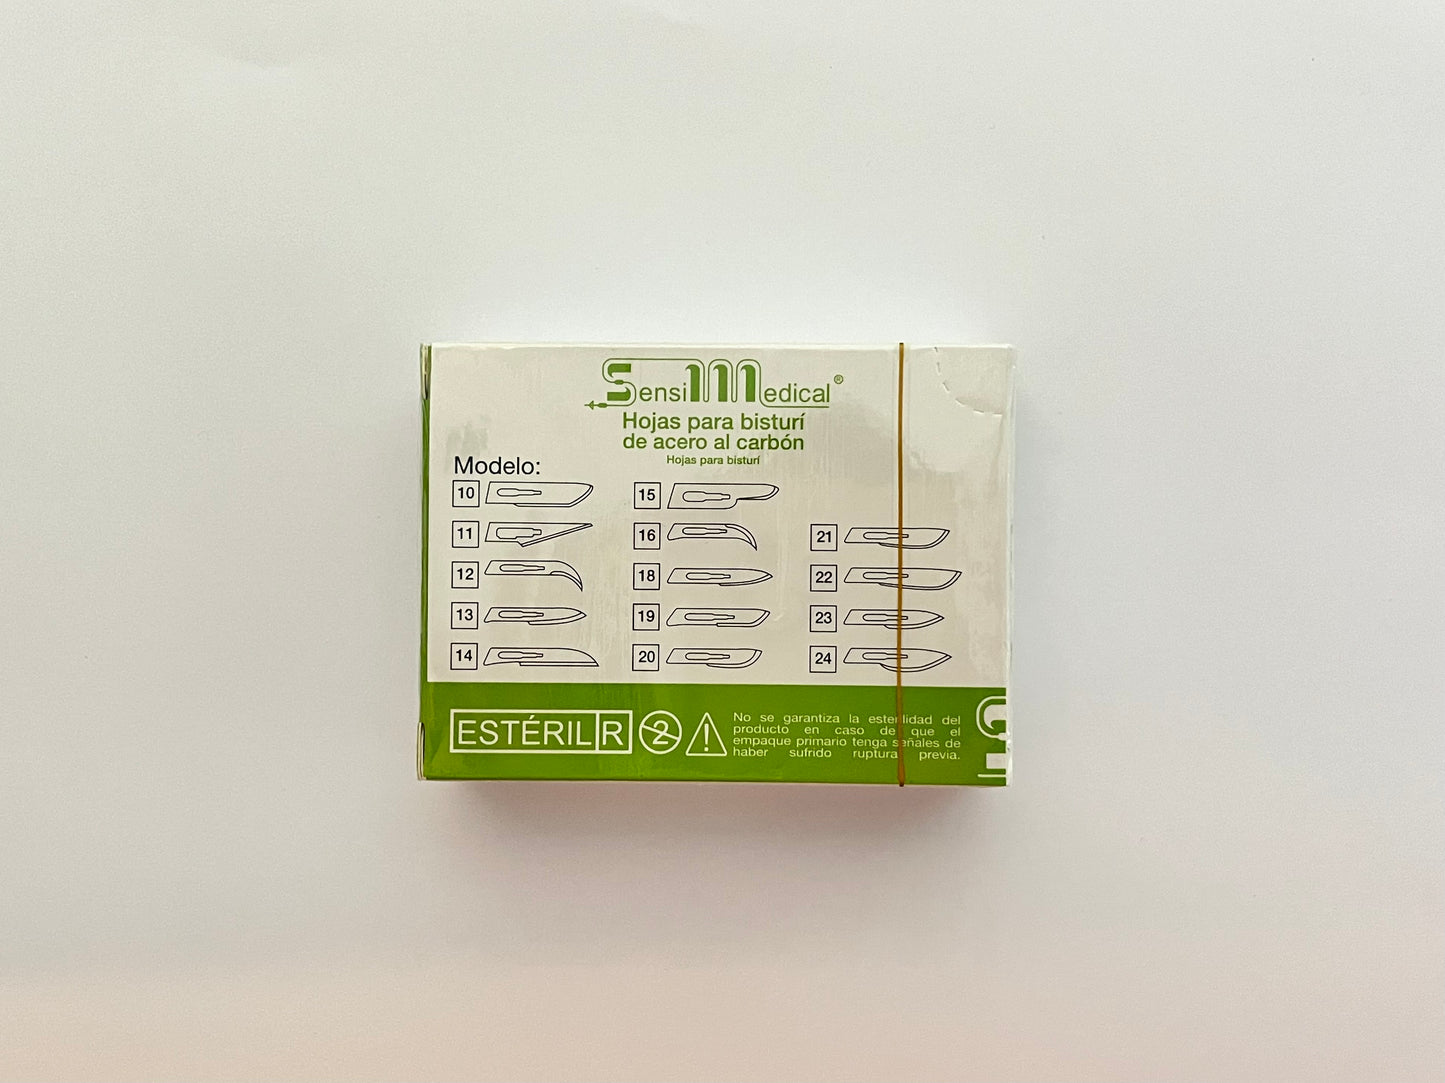 SensiMedical®
Hojas para bisturí
de acero al carbón
Hojas para bisturí
Modelo:
10
11
12
13
14
15
16
18
19
20
21
22
23
24
ESTÉRIL R
2
No se garantiza la esterilidad del
producto en caso de que el
empaque primario tenga señales de
haber sufrido ruptura previa.